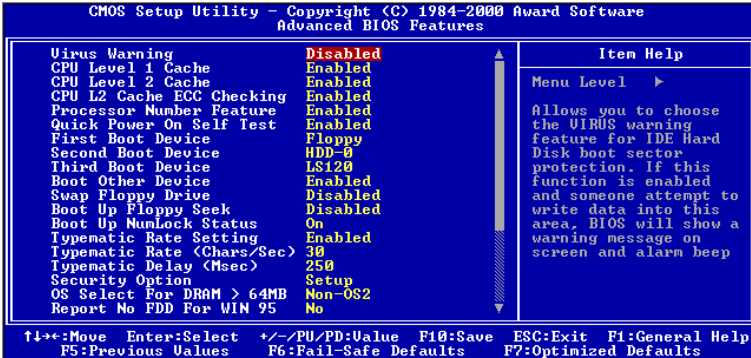 CMOS Setup Utility - Copyright (C) 1984-2000 Award Software
Advanced BIOS Features
Virus Warning Disabled
CPU Level 1 Cache Enabled
CPU Level 2 Cache Enabled
CPU L2 Cache ECC Checking Enabled
Processor Number Feature Enabled
Quick Power On Self Test Enabled
First Boot Device Floppy
Second Boot Device HDD-0
Third Boot Device LS120
Boot Other Device Enabled
Swap Floppy Drive Disabled
Boot Up Floppy Seek Disabled
Boot Up NumLock Status On
Typematic Rate Setting Enabled
Typematic Rate (Chars/Sec) 30
Typematic Delay (Msec) 250
Security Option Setup
OS Select For DRAM > 64MB Non-OS2
Report No FDD For WIN 95 No
Item Help
Menu Level ►
Allows you to choose
the VIRUS warning
feature for IDE Hard
Disk boot sector
protection. If this
function is enabled
and someone attempt to
write data into this
area, BIOS will show a
warning message on
screen and alarm beep
↑↓→←:Move Enter:Select +/-/PU/PD:Value F10:Save ESC:Exit F1:General Help
F5:Previous Values F6:Fail-Safe Defaults F7:Optimized Defaults